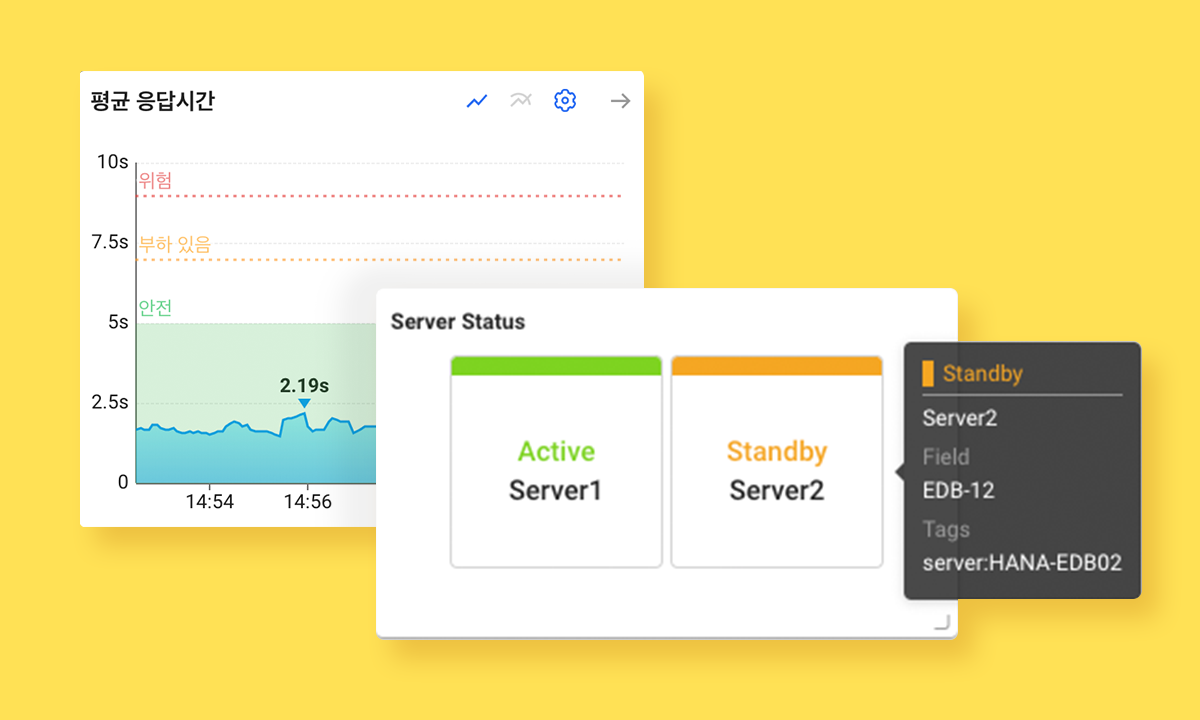 평균 응답시간
10s
위험
7.5s
부하 있음
안전
5s
2.19s
2.5s
0
14:54
14:56
Server Status
Active
Server1
Standby
Server2
Standby
Server2
Field
EDB-12
Tags
server:HANA-EDB02